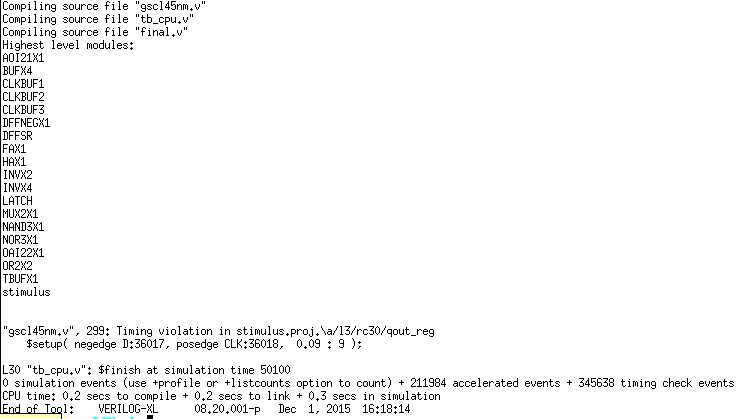 Compiling source file "gscl45nm.v"
Compiling source file "tb_cpu.v"
Compiling source file "final.v"
Highest level modules:
AOI21X1
BUFX4
CLKBUF1
CLKBUF2
CLKBUF3
DFFNEGX1
DFFSR
FAX1
HAX1
INVX2
INVX4
LATCH
MUX2X1
NAND3X1
NOR3X1
OAI22X1
OR2X2
TBUFX1
stimulus
"gscl45nm.v", 299: Timing violation in stimulus.proj.\a/l3/rc30/qout_reg
$setup( negedge D:36017, posedge CLK:36018,  0.09 : 9 );
L30 "tb_cpu.v": $finish at simulation time 50100
0 simulation events (use +profile or +listcounts option to count) + 211984 accelerated events + 345638 timing check events
CPU time: 0.2 secs to compile + 0.2 secs to link + 0.3 secs in simulation
End of Tool:    VERILOG-XL      08.20.001-p   Dec  1, 2015  16:18:14